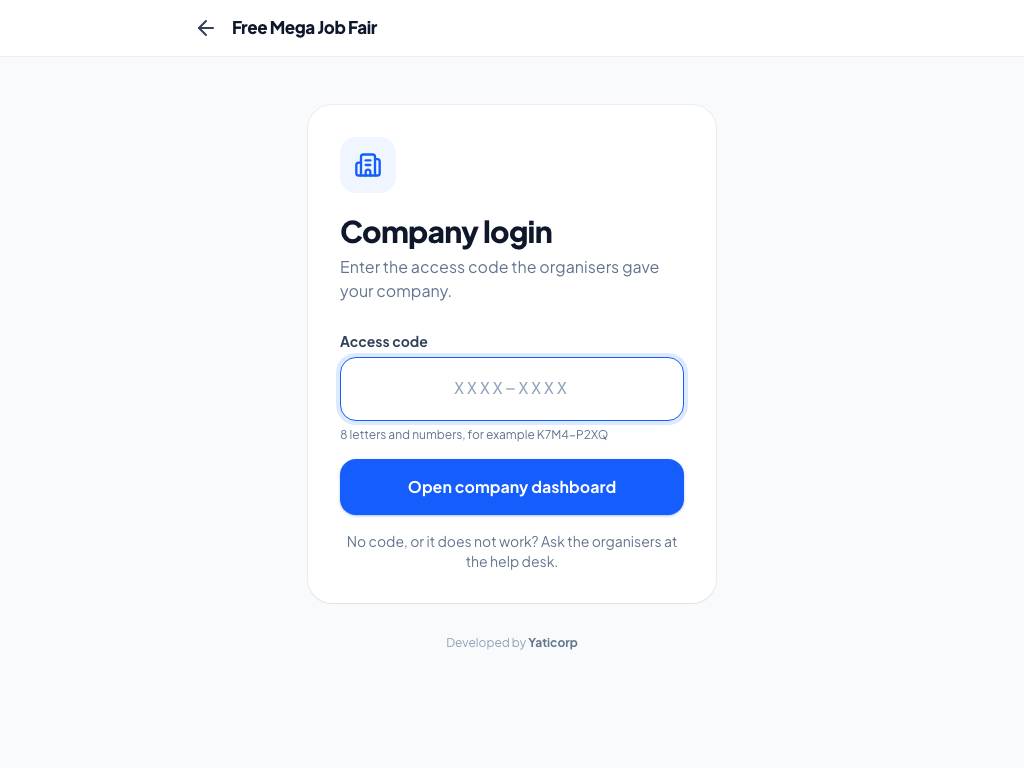 Free Mega Job Fair
Company login
Enter the access code the organisers gave
your company.
Access code
XXXX–XXXX
8 letters and numbers, for example K7M4–P2XQ
Open company dashboard
No code, or it does not work? Ask the organisers at
the help desk.
Developed by Yaticorp